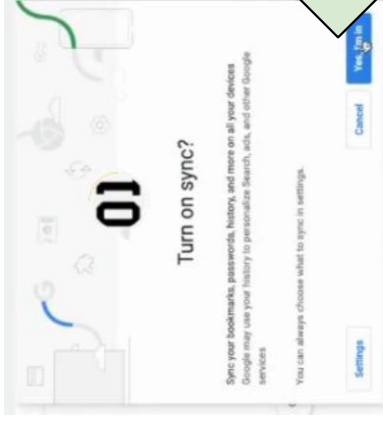 01
Turn on sync?
Sync your bookmarks, passwords, history, and more on all your devices
Google may use your history to personalize Search, ads, and other Google
services
You can always choose what to sync in settings.
Settings
Cancel
Yes, I'm in